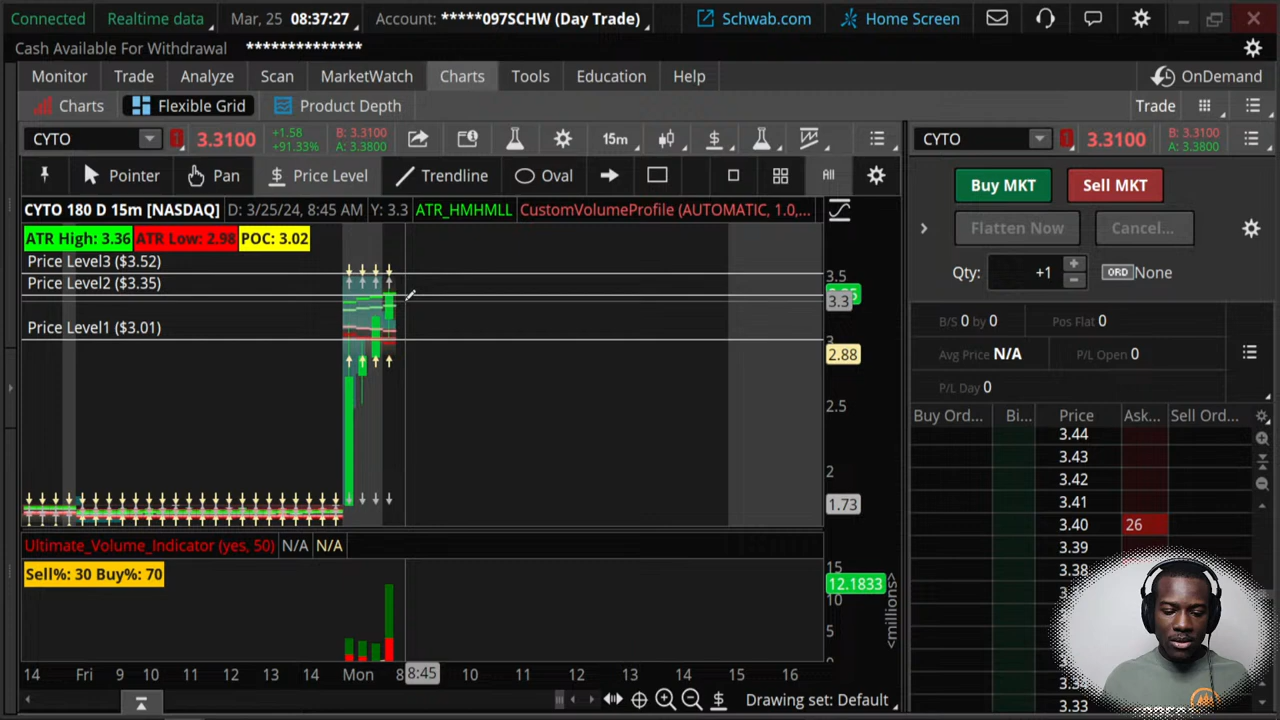 Connected Realtime data Mar, 25 08:37:27 Account: *****097SCHW (Day Trade) Schwab.com Home Screen
Cash Available For Withdrawal **************
Monitor Trade Analyze Scan MarketWatch Charts Tools Education Help OnDemand
Charts Flexible Grid Product Depth Trade
CYTO 3.3100 +1.58 +91.33% B: 3.3100 A: 3.3800 15m CYTO 3.3100 B: 3.3100 A: 3.3800
Pointer Pan $ Price Level Trendline Oval All
Buy MKT Sell MKT
CYTO 180 D 15m [NASDAQ] D: 3/25/24, 8:45 AM Y: 3.3 ATR_HMHMLL CustomVolumeProfile (AUTOMATIC, 1.0,...
Flatten Now Cancel...
ATR High: 3.36 ATR Low: 2.98 POC: 3.02
Price Level3 ($3.52)
Qty: +1 ORD None
3.5
Price Level2 ($3.35)
3.3
B/S 0 by 0 Pos Flat 0
Price Level1 ($3.01)
3
2.88
Avg Price N/A P/L Open 0
P/L Day 0
2.5
Buy Ord... Bi... Price Ask... Sell Ord...
3.44
3.43
2
3.42
1.73
3.41
3.40 26
Ultimate_Volume_Indicator (yes, 50) N/A N/A
3.39
15
3.38
Sell%: 30 Buy%: 70
12.1833
10
<millions>
5
14 Fri 9 10 11 12 13 14 Mon 8 8:45 10 11 12 13 14 15 16
Drawing set: Default
3.33